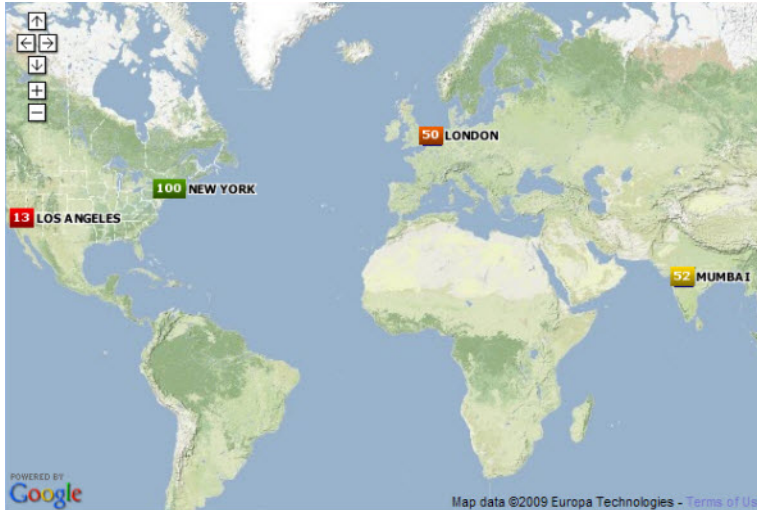 50 LONDON
100 NEW YORK
13 LOS ANGELES
52 MUMBAI
POWERED BY
Google
Map data ©2009 Europa Technologies - Terms of Us